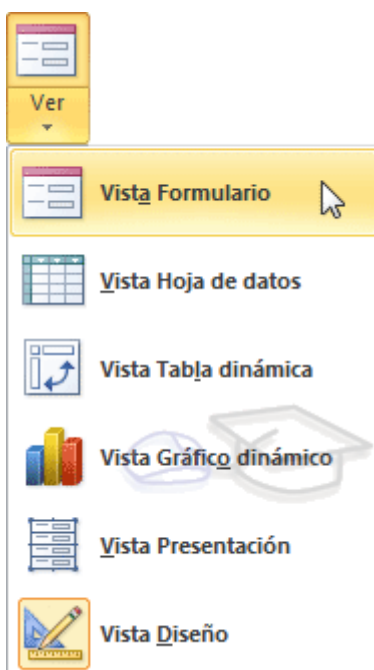 Ver
Vista Formulario
Vista Hoja de datos
Vista Tabla dinámica
Vista Gráfico dinámico
Vista Presentación
Vista Diseño